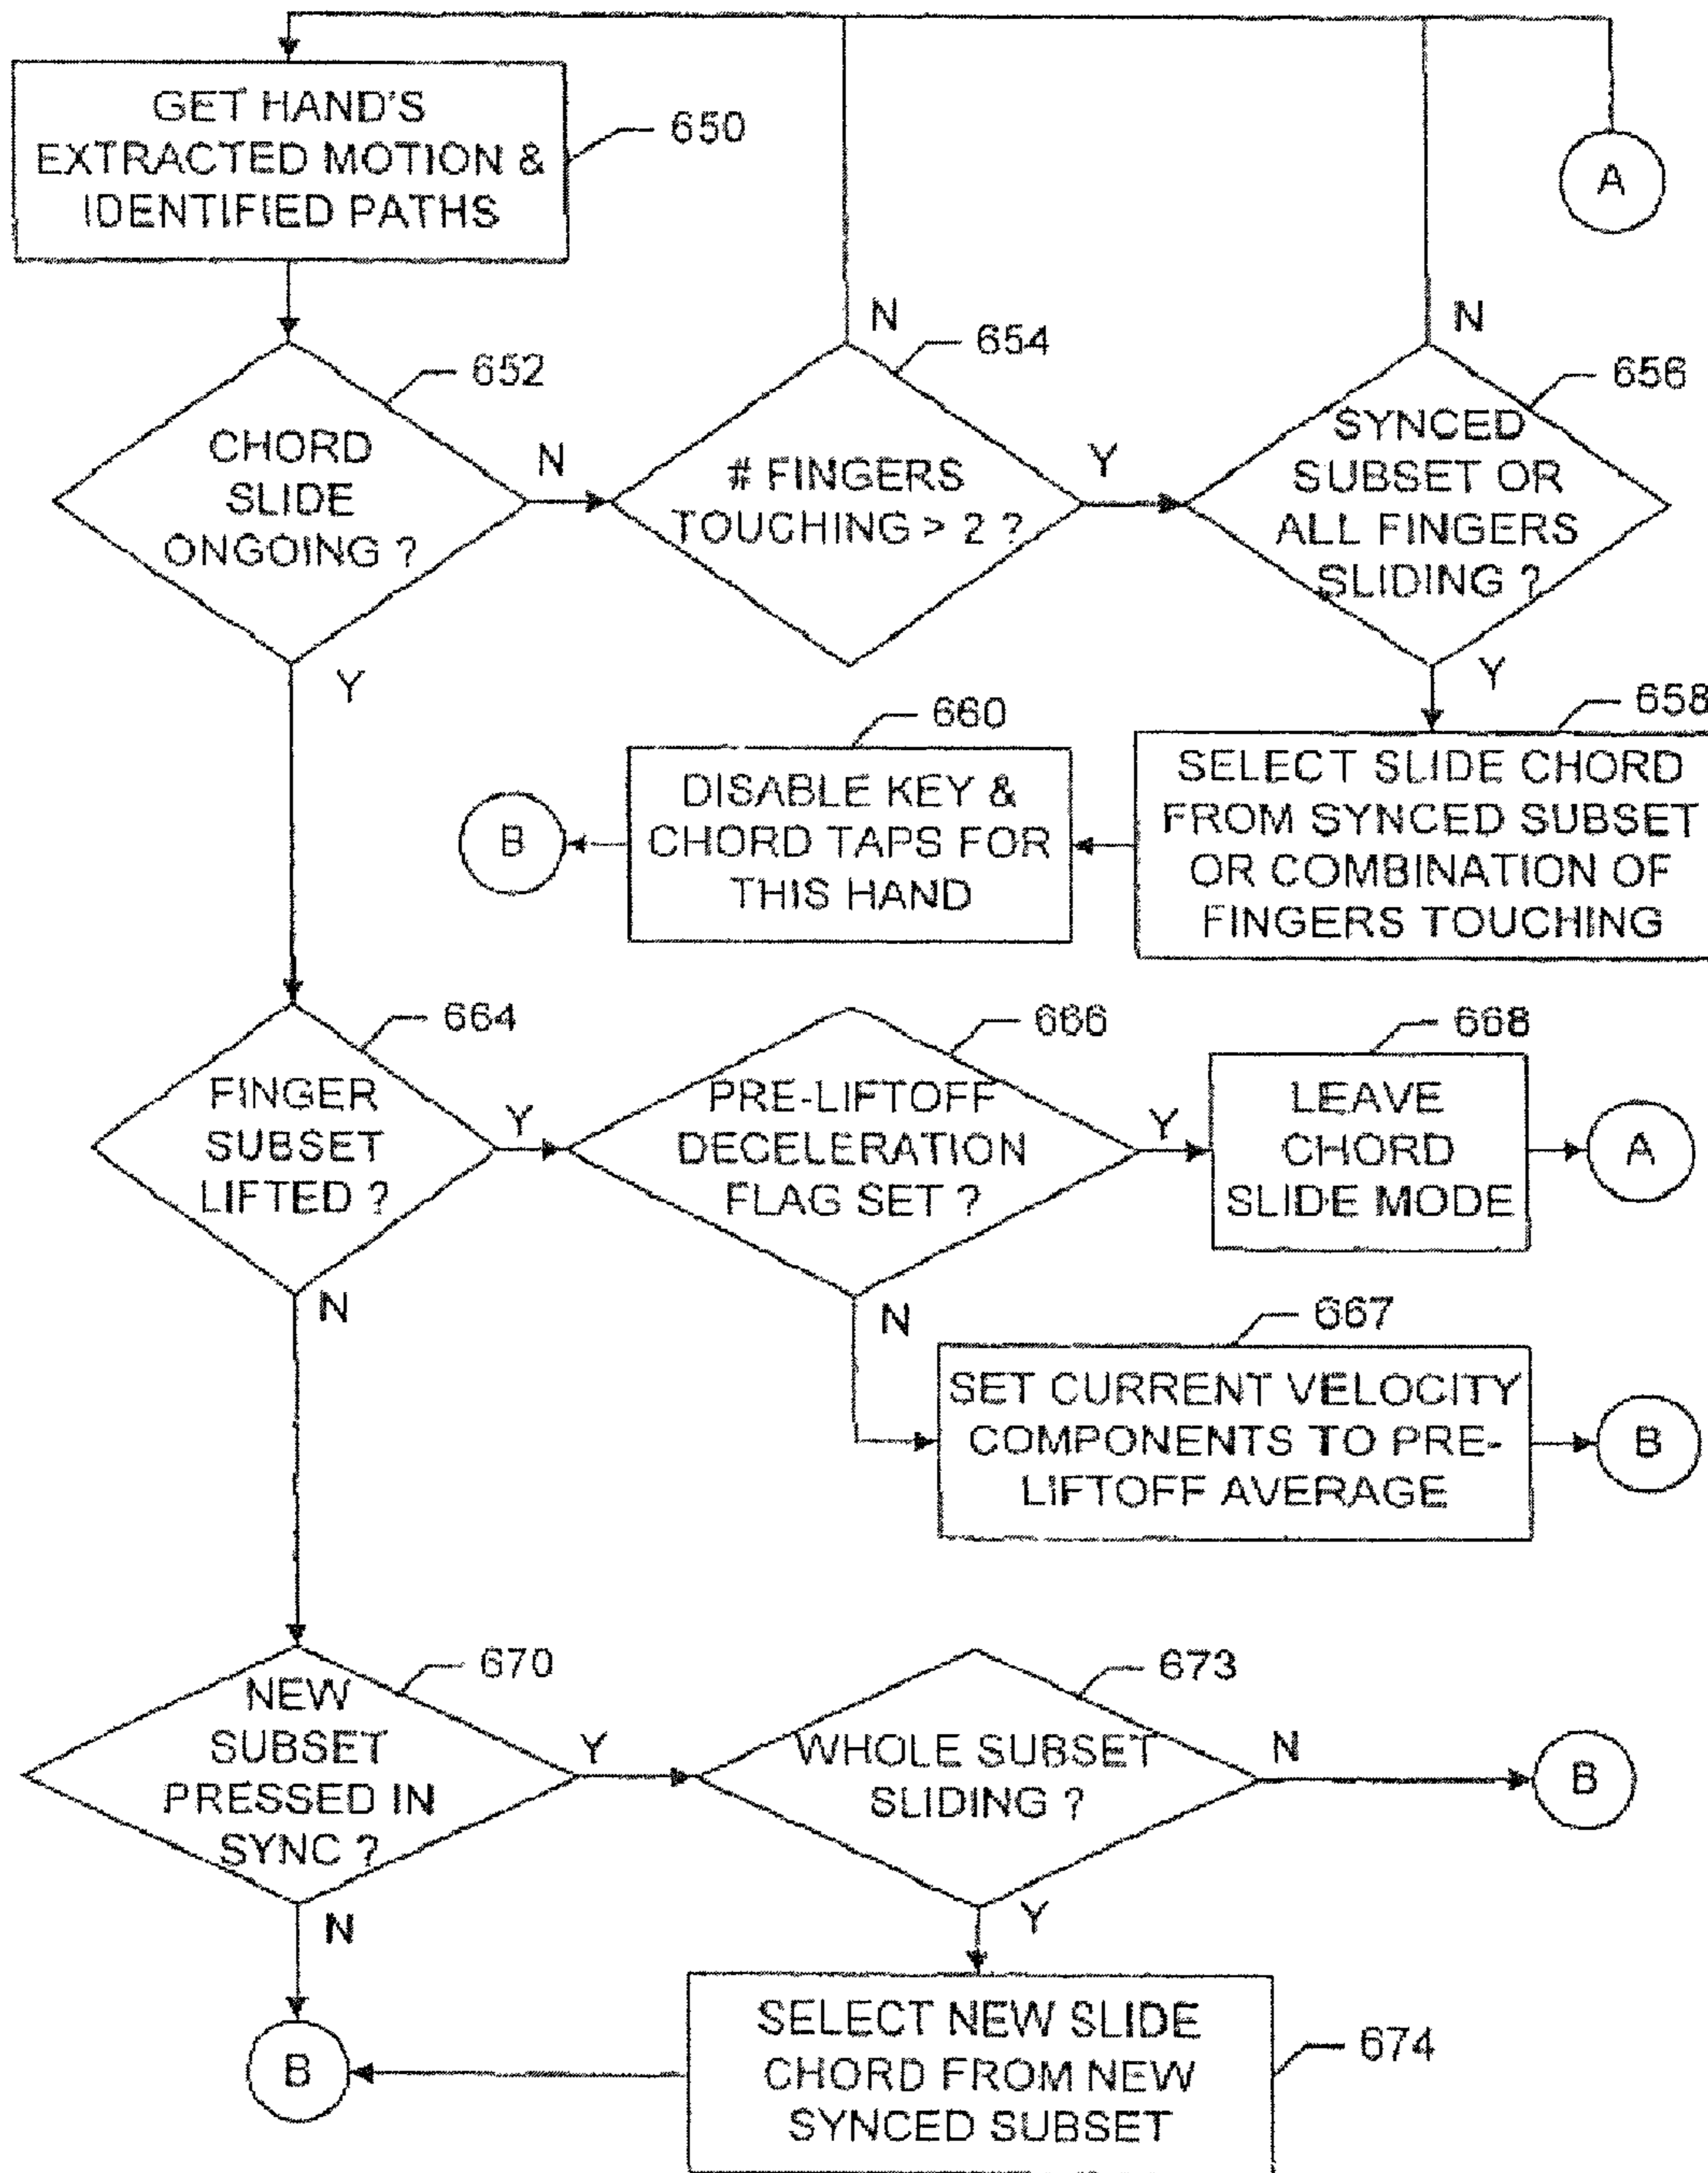 GET HAND'S
EXTRACTED MOTION &
IDENTIFIED PATHS
650
A
652
CHORD
SLIDE
ONGOING ?
N
Y
654
# FINGERS
TOUCHING > 2 ?
N
Y
656
SYNCED
SUBSET OR
ALL FINGERS
SLIDING ?
N
Y
658
SELECT SLIDE CHORD
FROM SYNCED SUBSET
OR COMBINATION OF
FINGERS TOUCHING
660
DISABLE KEY &
CHORD TAPS FOR
THIS HAND
B
664
FINGER
SUBSET
LIFTED ?
Y
N
666
PRE-LIFTOFF
DECELERATION
FLAG SET ?
Y
N
668
LEAVE
CHORD
SLIDE MODE
A
667
SET CURRENT VELOCITY
COMPONENTS TO PRE-
LIFTOFF AVERAGE
B
670
NEW
SUBSET
PRESSED IN
SYNC ?
Y
N
673
WHOLE SUBSET
SLIDING ?
N
B
Y
B
SELECT NEW SLIDE
CHORD FROM NEW
SYNCED SUBSET
674